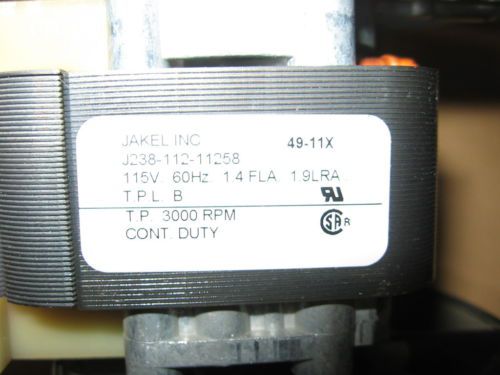 JAKEL INC 49-11X
J238-112-11258
115V. 60Hz. 1.4 FLA. 1.9LRA.
T.P.L. B
T.P. 3000 RPM
CONT. DUTY